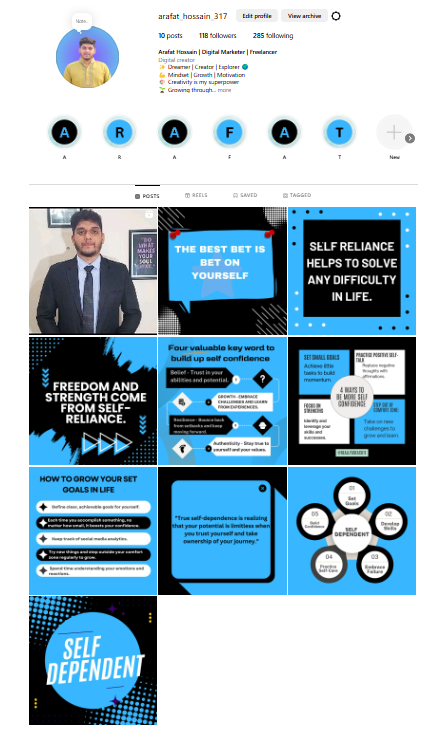 Note...
arafat_hossain_317
Edit profile
View archive
10 posts
118 followers
285 following
Arafat Hossain | Digital Marketer | Freelancer
Digital creator
✨ Dreamer | Creator | Explorer 🌍
💪 Mindset | Growth | Motivation
🎯 Creativity is my superpower
🌱 Growing through... more
A
R
A
F
A
T
A
R
A
F
A
T
New
POSTS
REELS
SAVED
TAGGED
"DO
WHAT
MAKES
YOUR
SOUL
THE BEST BET IS
BET ON
YOURSELF
SELF RELIANCE
HELPS TO SOLVE
ANY DIFFICULTY
IN LIFE.
FREEDOM AND
STRENGTH COME
FROM SELF-
RELIANCE.
Four valuable key word to
build up self confidence
Belief - Trust in your
abilities and potential.
GROWTH - EMBRACE
CHALLENGES AND LEARN
FROM EXPERIENCES.
Resilience - Bounce back
from setbacks and keep
moving forward.
Authenticity - Stay true to
yourself and your values.
SET SMALL GOALS
Achieve little
tasks to build
momentum.
PRACTICE POSITIVE SELF-
TALK
Replace negative
thoughts with
affirmations.
4 WAYS TO
BE MORE SELF
CONFIDENCE
FOCUS ON
STRENGTHS
Identify and
leverage your
skills and
STEP OUT OF
COMFORT ZONE:
Take on new
challenges to
grow and learn.
HOW TO GROW YOUR SET
GOALS IN LIFE
Define clear, achievable goals for yourself.
Each time you accomplish something, no
matter how small, it boosts your confidence.
Keep track of social media analytics.
Try new things and step outside your comfort
zone regularly to grow.
Spend time understanding your emotions and
reactions.
"True self-dependence is realizing
that your potential is limitless when
you trust yourself and take
ownership of your journey."
01
Set
Goals
02
Develop
Skills
03
Embrace
Failure
04
Practice
Self-Care
05
Build
Confidence
SELF
DEPENDENT
SELF
DEPENDENT